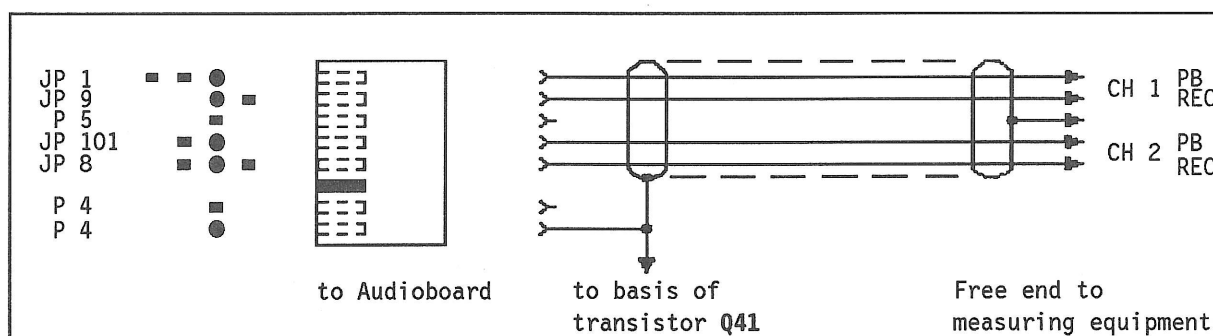 JP 1
JP 9
P 5
JP 101
JP 8
P 4
P 4
CH 1 PB
REC
CH 2 PB
REC
to Audioboard
to basis of
transistor Q41
Free end to
measuring equipment